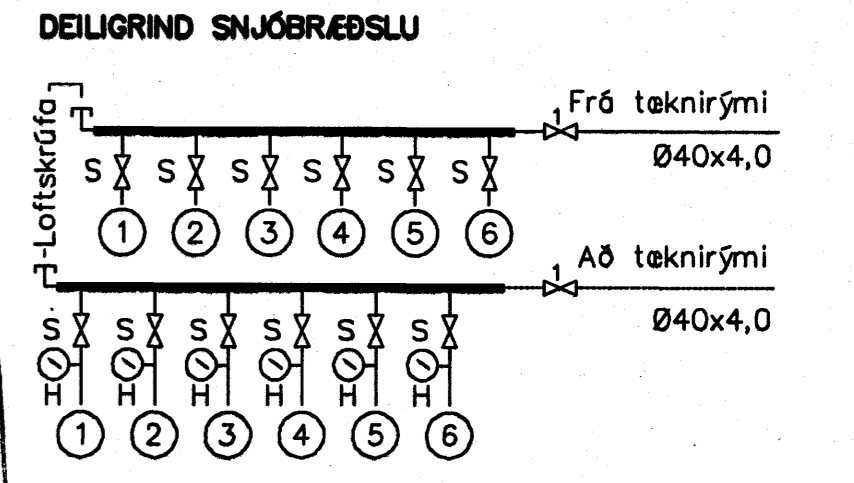 DEILIGRIND SNJÓBRÆÐSLU
-Loftskrúfa
1 Frá tæknirými
Ø40x4,0
S S S S S S
1 2 3 4 5 6
1 Að tæknirými
Ø40x4,0
S S S S S S
H H H H H H
1 2 3 4 5 6